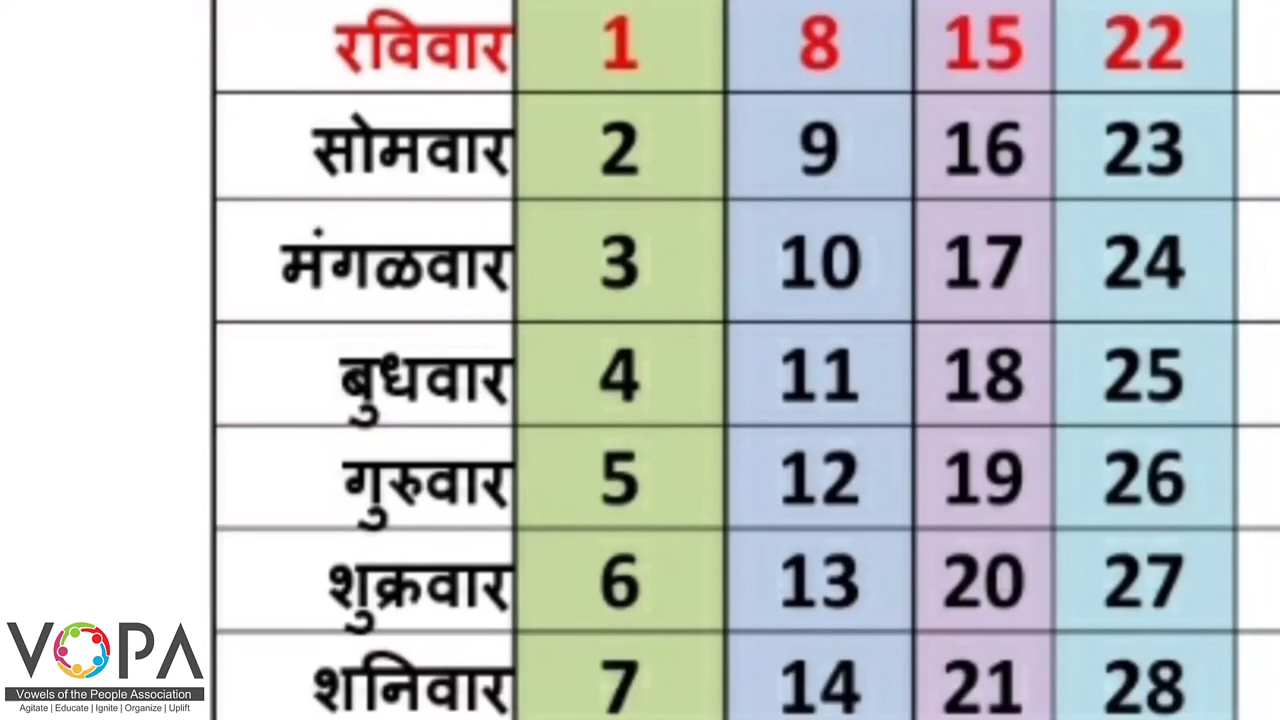 रविवार 1 8 15 22
सोमवार 2 9 16 23
मंगळवार 3 10 17 24
बुधवार 4 11 18 25
गुरुवार 5 12 19 26
शुक्रवार 6 13 20 27
शनिवार 7 14 21 28
VOPA
Vowels of the People Association
Agitate | Educate | Ignite | Organize | Uplift